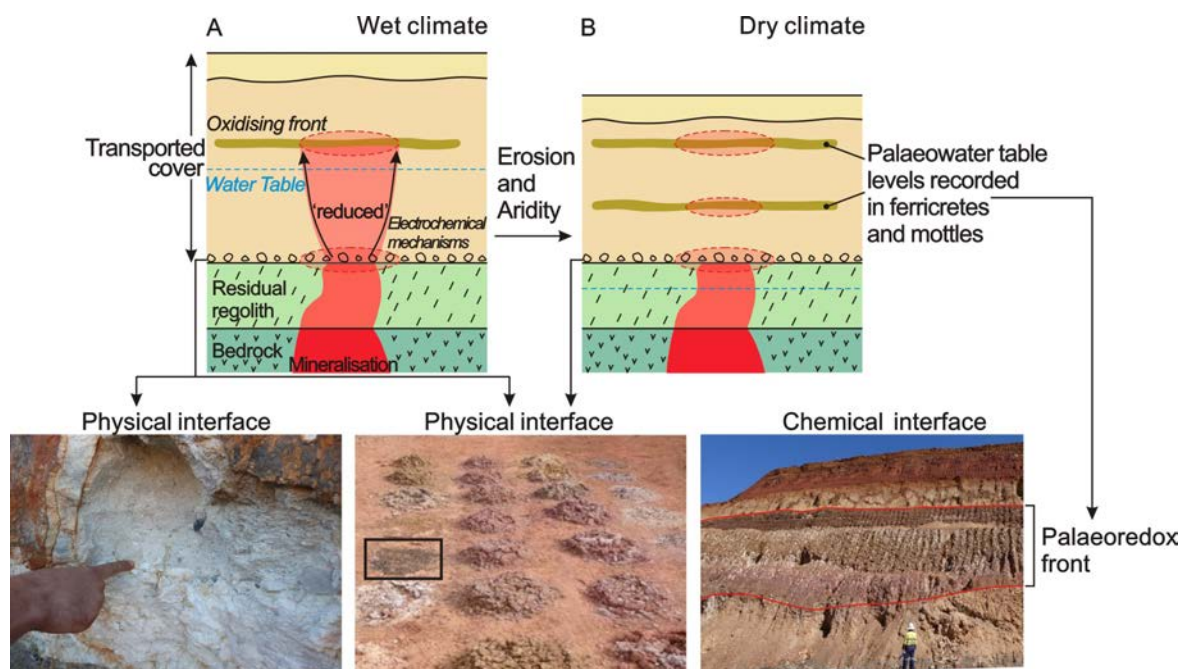 A
Wet climate
B
Dry climate
Oxidising front
Transported
cover
Water Table
'reduced'
Electrochemical
mechanisms
Erosion
and
Aridity
Palaeowater table
levels recorded
in ferricretes
and mottles
Residual
regolith
Bedrock
Mineralisation
Physical interface
Physical interface
Chemical interface
Palaeoredox
front